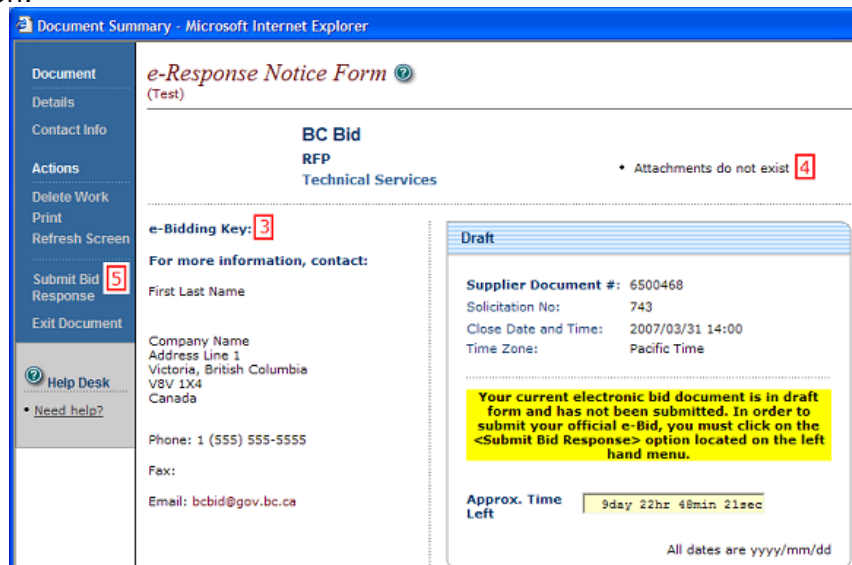 Document Summary - Microsoft Internet Explorer
Document
Details
Contact Info
Actions
Delete Work
Print
Refresh Screen
Submit Bid 5
Response
Exit Document
Help Desk
• Need help?
e-Response Notice Form
(Test)
BC Bid
RFP
Technical Services
• Attachments do not exist 4
e-Bidding Key: 3
For more information, contact:
First Last Name
Company Name
Address Line 1
Victoria, British Columbia
V8V 1X4
Canada
Phone: 1 (555) 555-5555
Fax:
Email: bcbid@gov.bc.ca
Draft
Supplier Document #: 6500468
Solicitation No: 743
Close Date and Time: 2007/03/31 14:00
Time Zone: Pacific Time
Your current electronic bid document is in draft
form and has not been submitted. In order to
submit your official e-Bid, you must click on the
<Submit Bid Response> option located on the left
hand menu.
Approx. Time 9day 22hr 48min 21sec
Left
All dates are yyyy/mm/dd